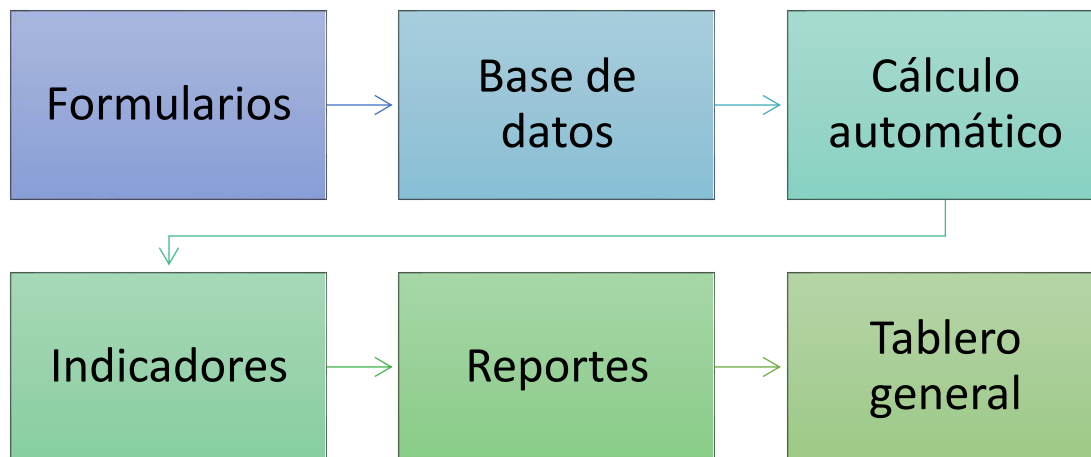 Formularios
Base de
datos
Cálculo
automático
Indicadores
Reportes
Tablero
general